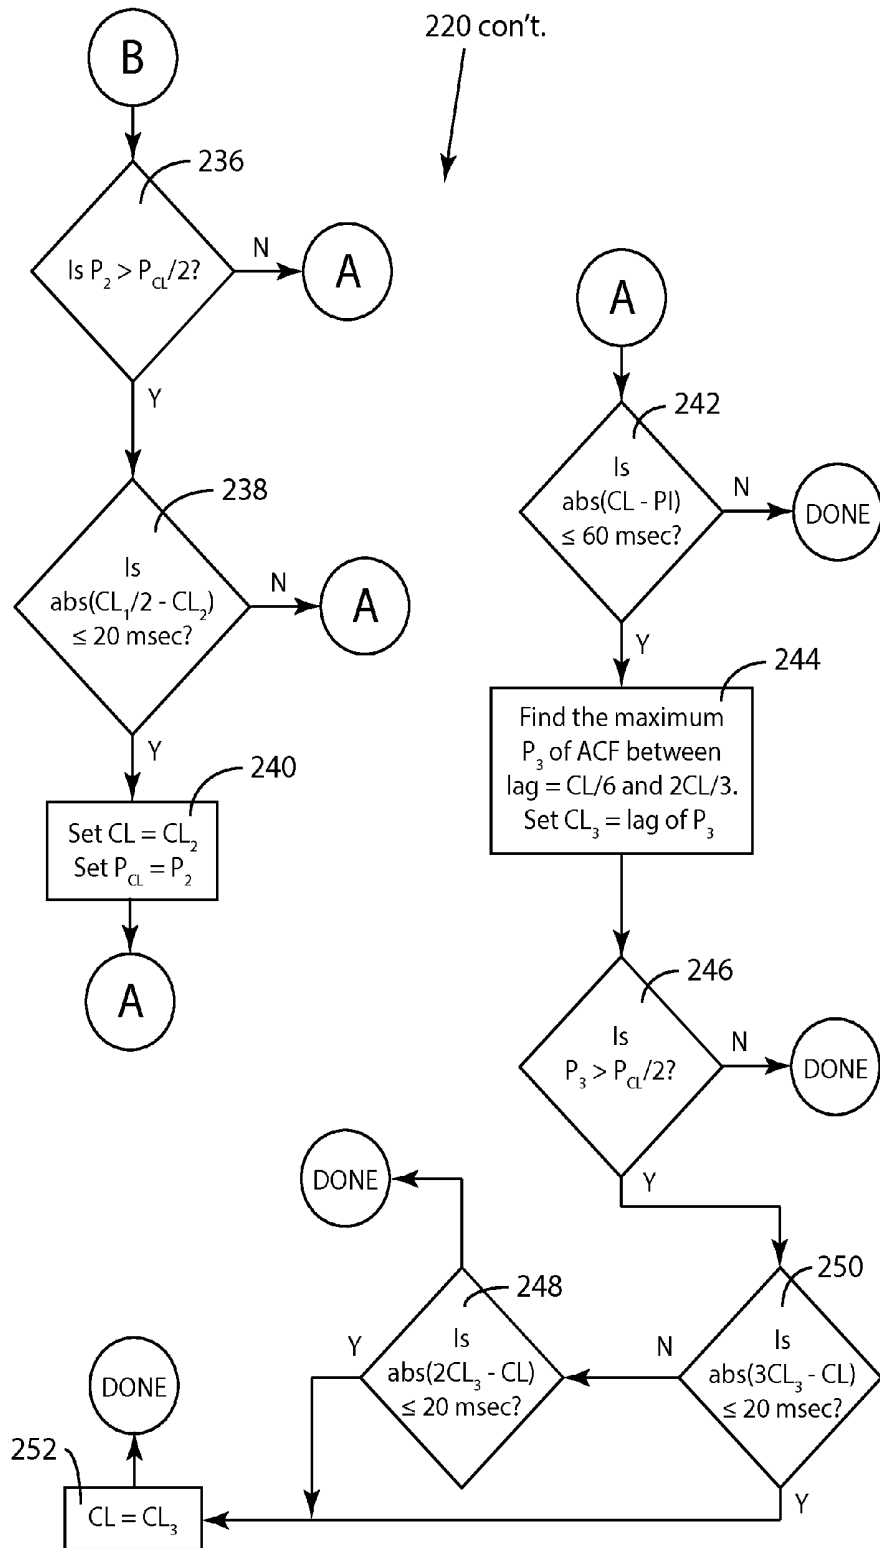 220 con't.
B
236
Is P₂ > P_CL/2?
N
A
Y
238
Is
abs(CL₁/2 - CL₂)
≤ 20 msec?
N
A
Y
240
Set CL = CL₂
Set P_CL = P₂
A
A
242
Is
abs(CL - PI)
≤ 60 msec?
N
DONE
Y
244
Find the maximum
P₃ of ACF between
lag = CL/6 and 2CL/3.
Set CL₃ = lag of P₃
246
Is
P₃ > P_CL/2?
N
DONE
Y
250
Is
abs(3CL₃ - CL)
≤ 20 msec?
N
Y
248
Is
abs(2CL₃ - CL)
≤ 20 msec?
Y
DONE
252
CL = CL₃
DONE